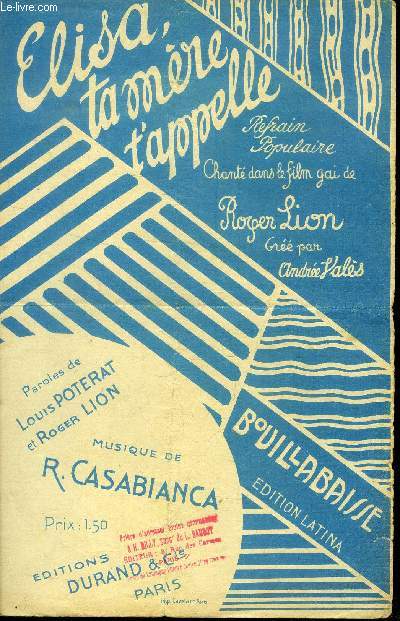 Le-livre.com
Elisa,
ta mère
t'appelle
Refrain
Populaire
Chanté dans le film gai de
Roger Lion
Créé par
Andrée Valès
Paroles de
Louis POTERAT
et Roger LION
MUSIQUE DE
R. CASABIANCA
Prix : 1.50
BOUILLABAISSE
EDITION LATINA
EDITIONS
DURAND & Cie
PARIS